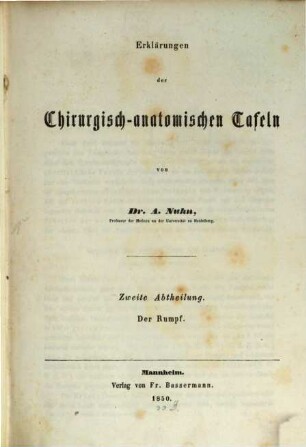 Erklärungen
der
Chirurgisch-anatomischen Tafeln
von
Dr. A. Nuhn,
Professor der Medicin an der Universität zu Heidelberg.
Zweite Abtheilung.
Der Rumpf.
Mannheim.
Verlag von Fr. Bassermann.
1850.